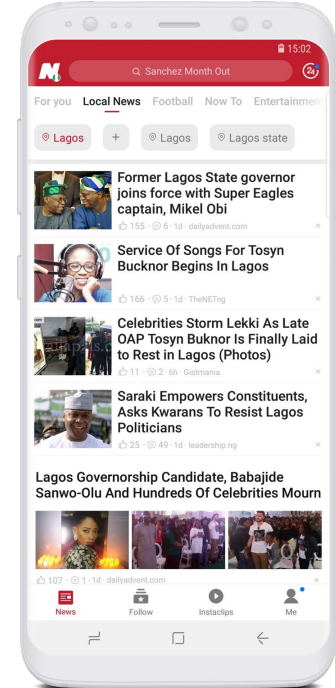 15:02
M
Sanchez Month Out
24
For you Local News Football Now To Entertainment
Lagos + Lagos Lagos state
Former Lagos State governor
joins force with Super Eagles
captain, Mikel Obi
155 · 6 · 1d · dailyadvent.com ×
Service Of Songs For Tosyn
Bucknor Begins In Lagos
166 · 5 · 1d · TheNETng ×
Celebrities Storm Lekki As Late
OAP Tosyn Buknor Is Finally Laid
to Rest in Lagos (Photos)
11 · 2 · 6h · Gistmania ×
Saraki Empowers Constituents,
Asks Kwarans To Resist Lagos
Politicians
25 · 49 · 1d · leadership.ng ×
Lagos Governorship Candidate, Babajide
Sanwo-Olu And Hundreds Of Celebrities Mourn
107 · 1 · 1d · dailyadvent.com ×
News Follow Instaclips Me